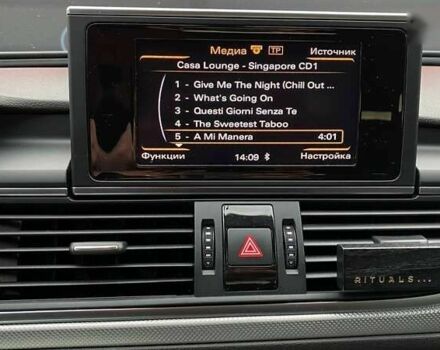 Медиа TP Источник
Casa Lounge - Singapore CD1
1 - Give Me The Night (Chill Out ...
2 - What's Going On
3 - Questi Giorni Senza Te
4 - The Sweetest Taboo
5 - A Mi Manera 4:01
Функции 14:09 Настройка
RITUALS...